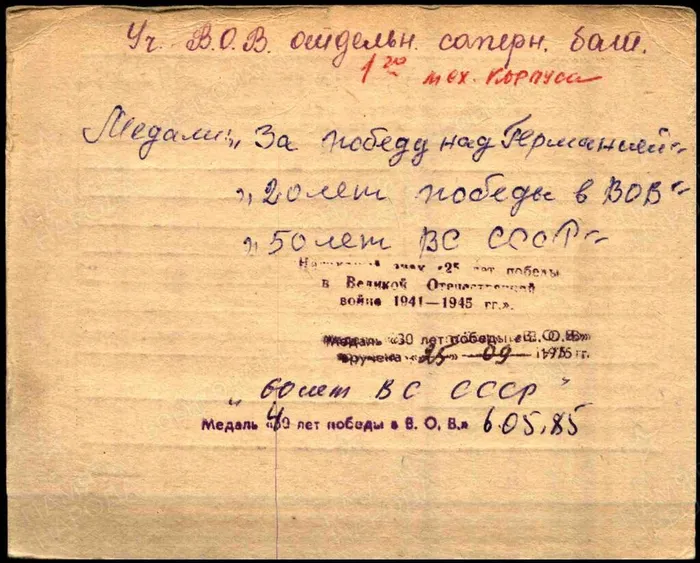 Уч. В.О.В. отдельн. саперн. бат.
1го мех. корпуса
Медали: „За победу над Германией“
„20 лет победы в ВОВ“
„50 лет ВС СССР“
Нагрудный знак «25 лет победы
в Великой Отечественной
войне 1941—1945 гг.».
Медаль «30 лет победы в В. О. В.»
вручена «25» 09 1975 гг.
„60 лет ВС СССР“
Медаль «40 лет победы в В. О. В.» 6.05.85